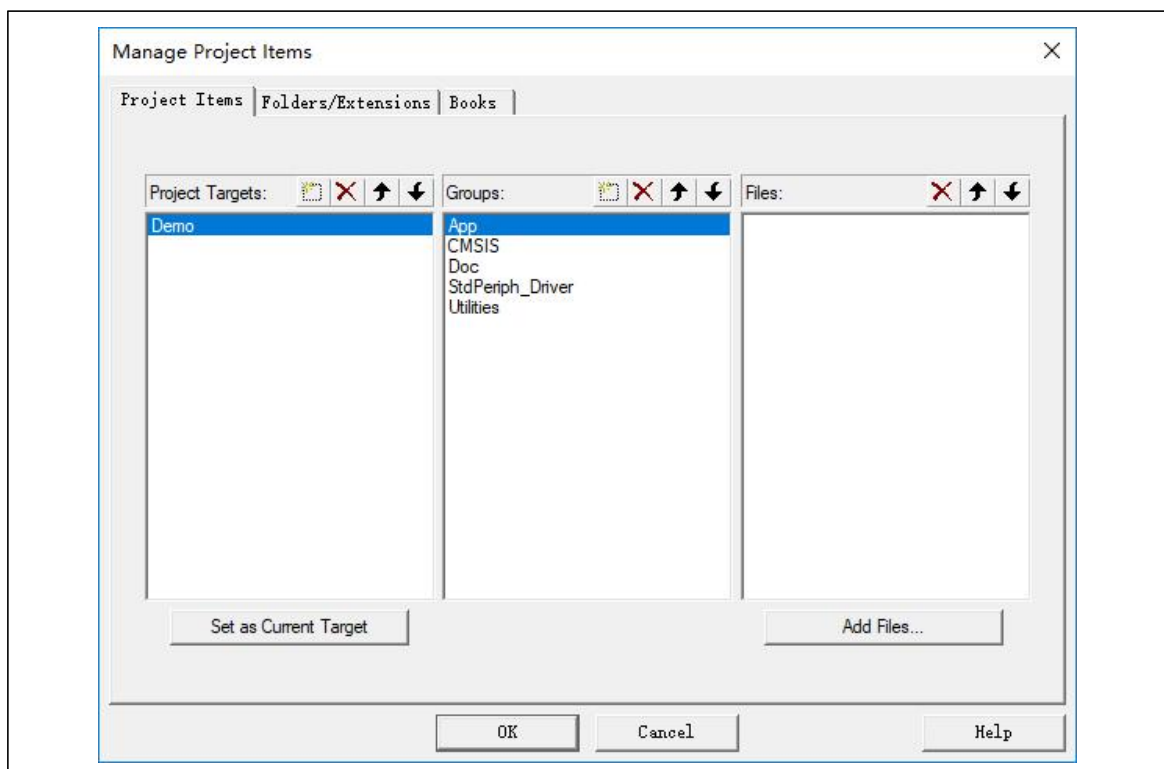 Manage Project Items
Project Items Folders/Extensions Books
Project Targets: Groups: Files:
Demo App
CMSIS
Doc
StdPeriph_Driver
Utilities
Set as Current Target Add Files...
OK Cancel Help